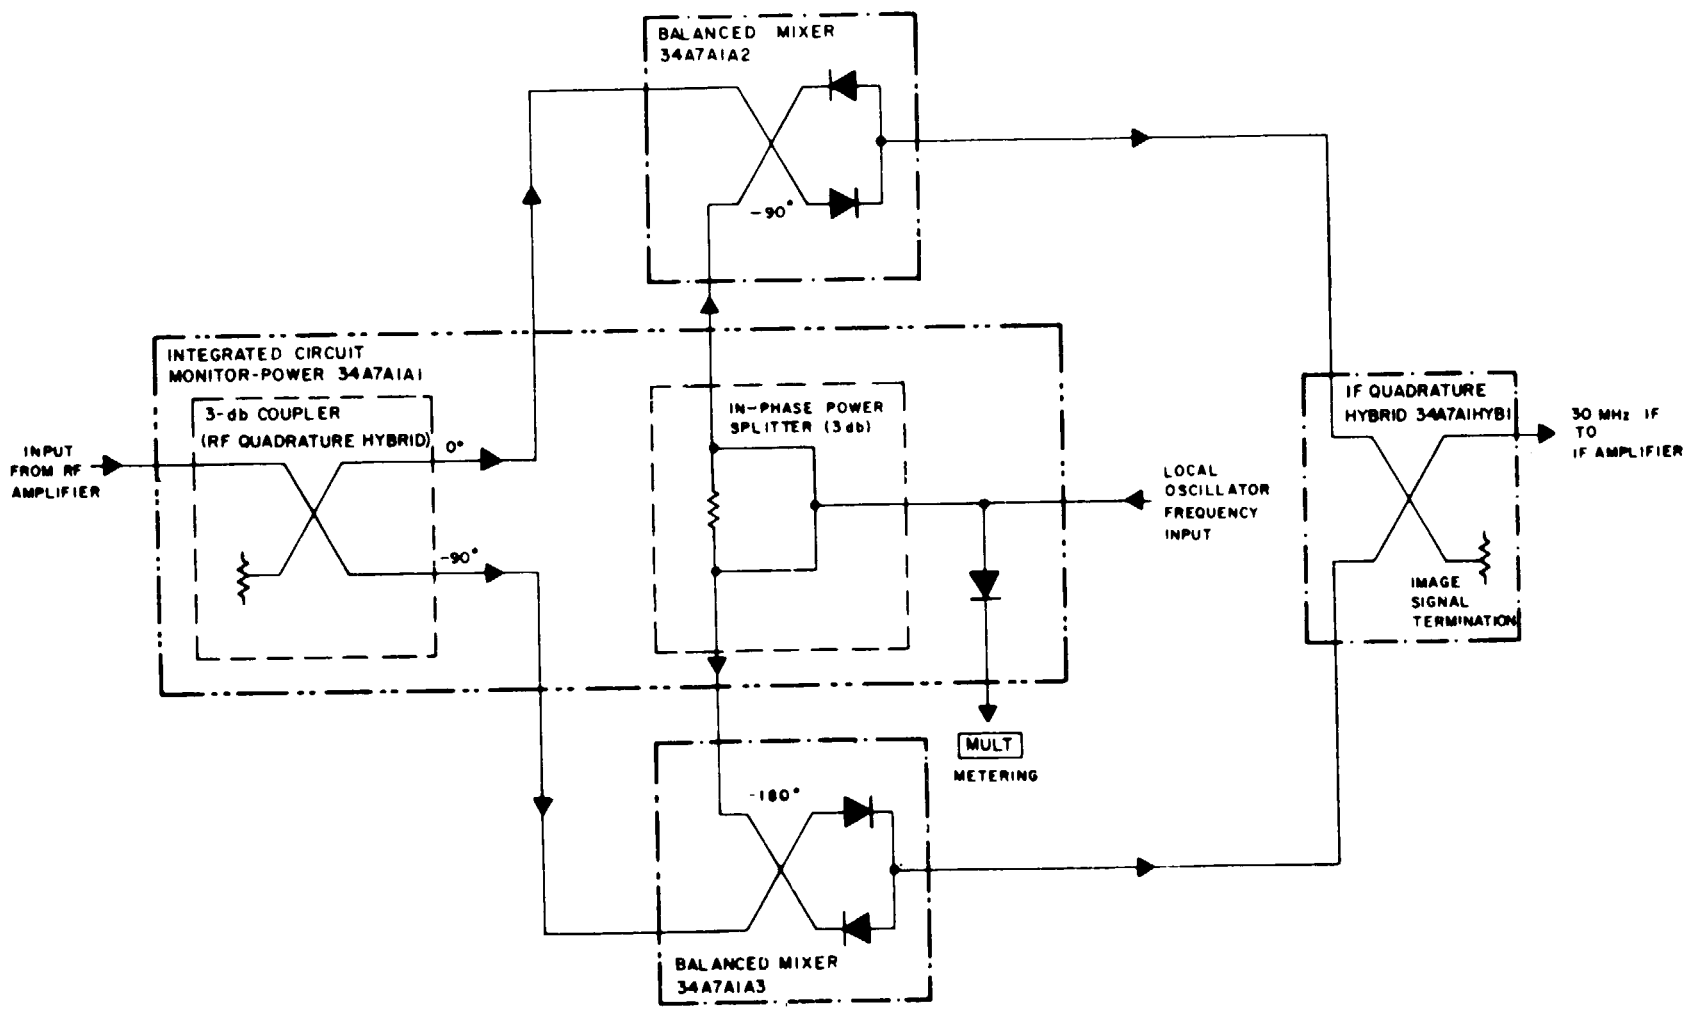 BALANCED MIXER
34A7A1A2
-90°
INTEGRATED CIRCUIT
MONITOR-POWER 34A7A1A1
3-db COUPLER
(RF QUADRATURE HYBRID)
0°
-90°
INPUT
FROM RF
AMPLIFIER
IN-PHASE POWER
SPLITTER (3db)
LOCAL
OSCILLATOR
FREQUENCY
INPUT
IF QUADRATURE
HYBRID 34A7A1HYB1
30 MHz IF
TO
IF AMPLIFIER
IMAGE
SIGNAL
TERMINATION
MULT
METERING
-180°
BALANCED MIXER
34A7A1A3